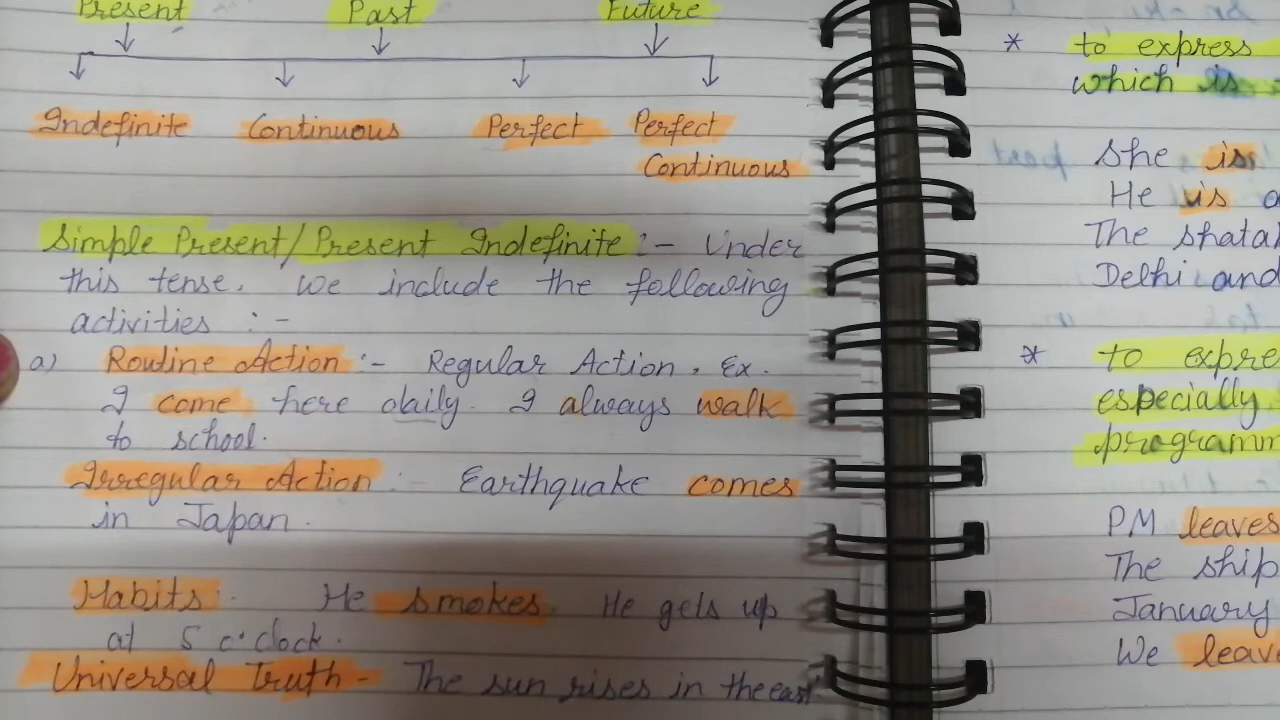 Present Past Future
Indefinite Continuous Perfect Perfect
Continuous
Simple Present/Present Indefinite :- Under
this tense. We include the following
activities :-
a) Routine Action :- Regular Action. Ex.
I come here daily. I always walk
to school.
Irregular Action :- Earthquake comes
in Japan.
Habits : He smokes. He gets up
at 5 o'clock.
Universal Truth - The sun rises in the east.
* to express
which is
She is
He is a
The shatab
Delhi and
* to expre
especially
programm
PM leaves
The ship
January
We leave